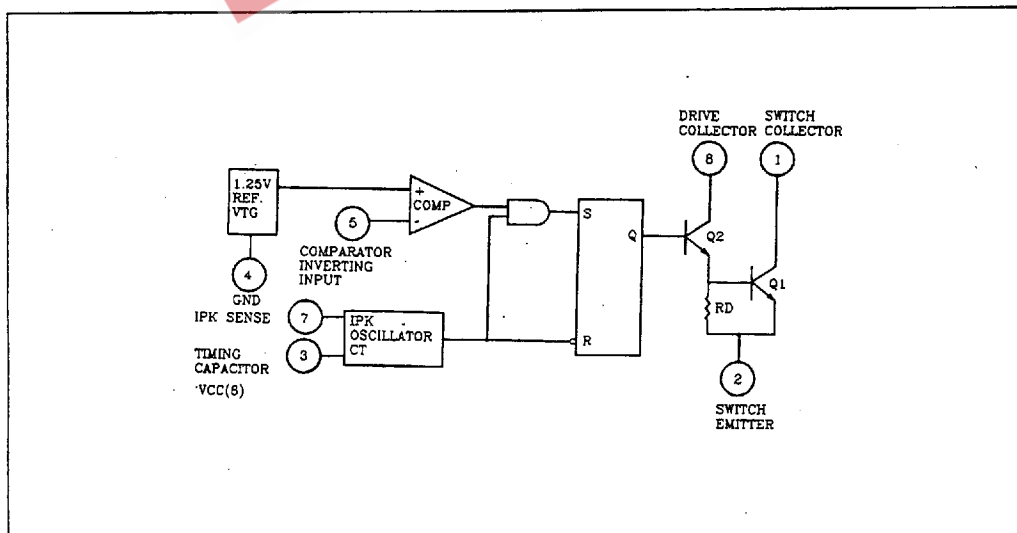 DRIVE
COLLECTOR
SWITCH
COLLECTOR
8
1
1.25V
REF.
VTG
+
COMP
-
5
COMPARATOR
INVERTING
INPUT
S
Q
Q2
4
GND
Q1
RD
IPK SENSE
7
IPK
OSCILLATOR
CT
R
TIMING
CAPACITOR
3
VCC(6)
2
SWITCH
EMITTER